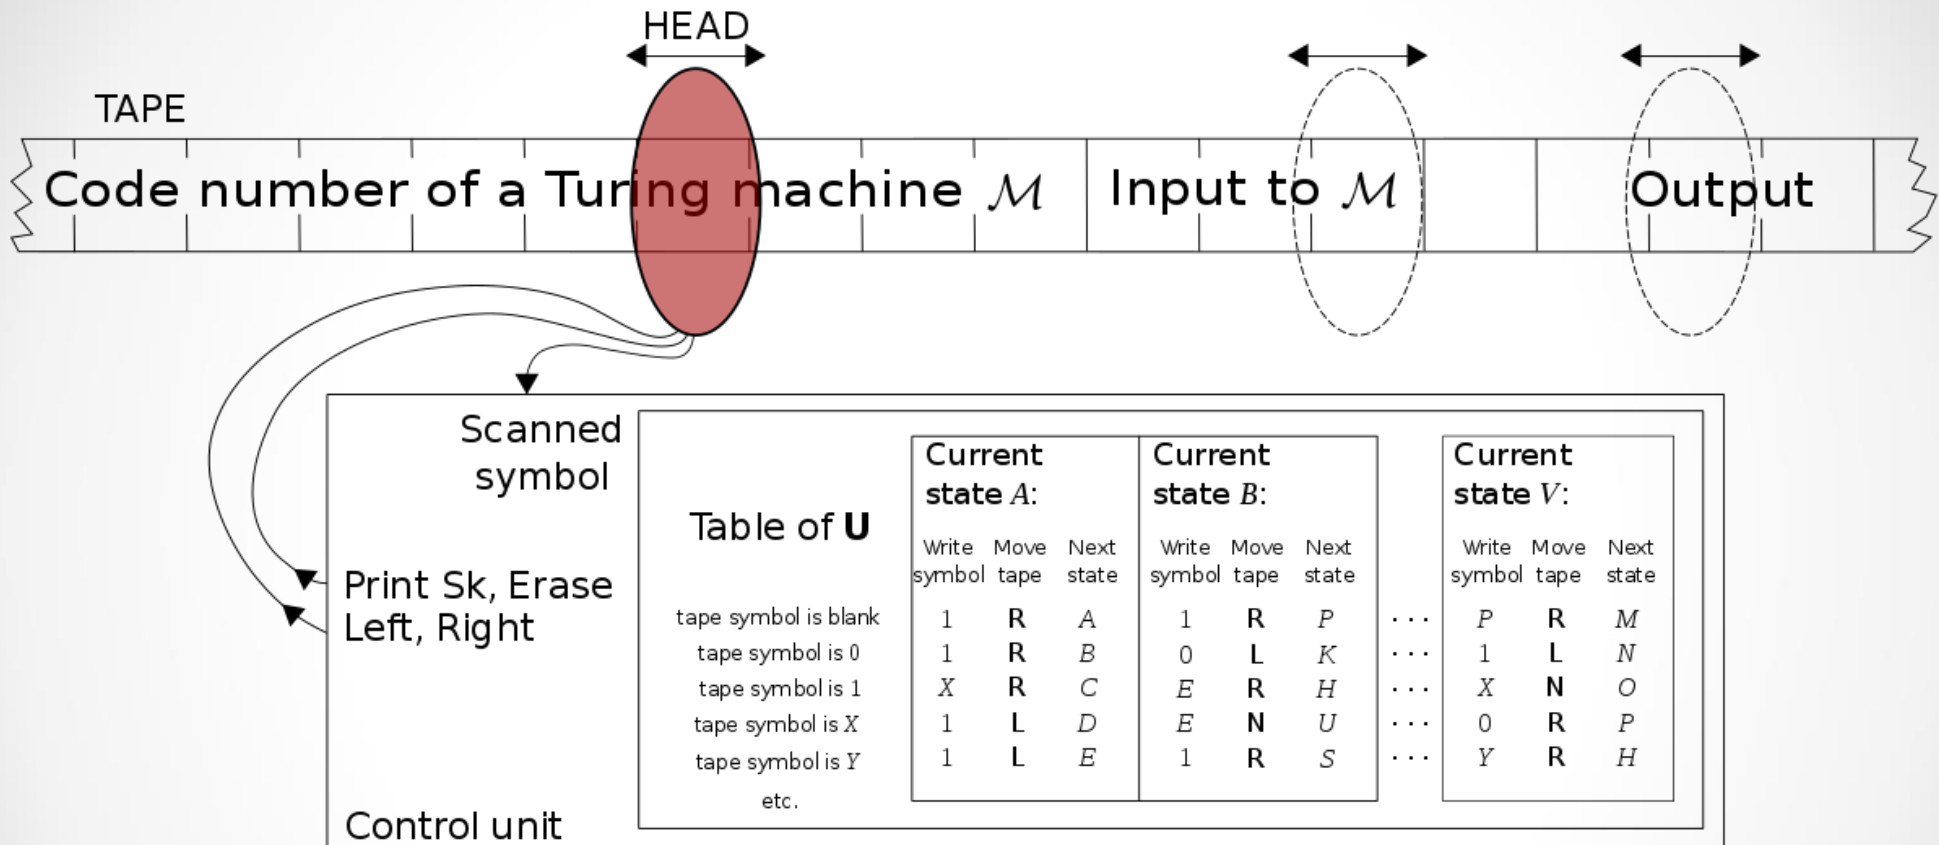 HEAD
TAPE
Code number of a Turing machine ℳ Input to ℳ Output
Scanned
symbol
Print Sk, Erase
Left, Right
Control unit
Table of U
Current Current Current
state A: state B: state V:
Write Move Next Write Move Next Write Move Next
symbol tape state symbol tape state symbol tape state
tape symbol is blank 1 R A 1 R P ··· P R M
tape symbol is 0 1 R B 0 L K ··· 1 L N
tape symbol is 1 X R C E R H ··· X N O
tape symbol is X 1 L D E N U ··· 0 R P
tape symbol is Y 1 L E 1 R S ··· Y R H
etc.